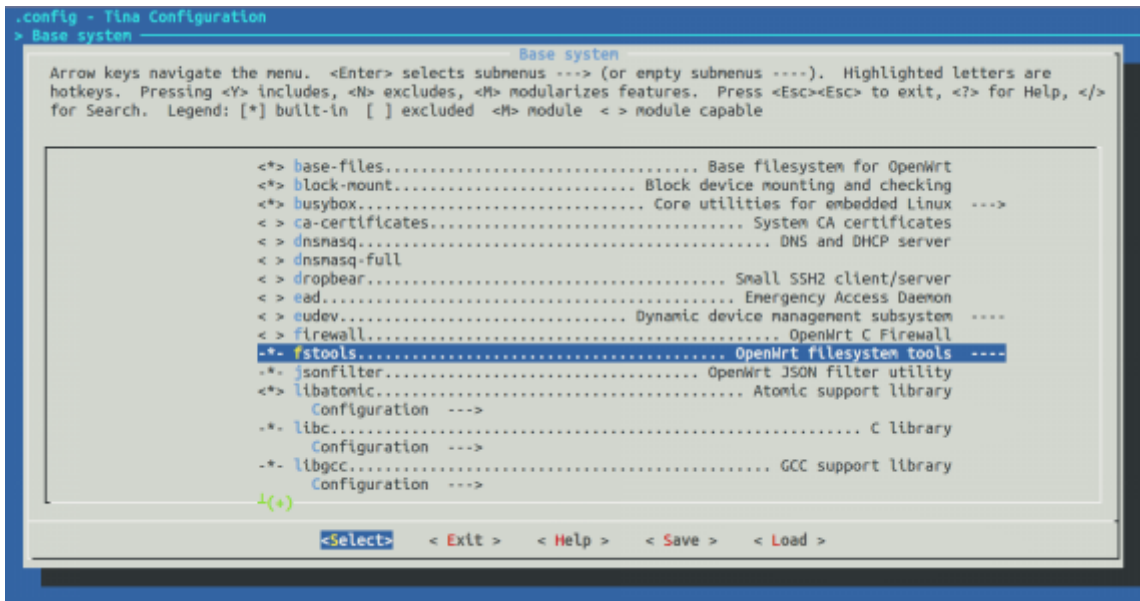 .config - Tina Configuration
> Base system
Base system
Arrow keys navigate the menu.  <Enter> selects submenus ---> (or empty submenus ----).  Highlighted letters are
hotkeys.  Pressing <Y> includes, <N> excludes, <M> modularizes features.  Press <Esc><Esc> to exit, <?> for Help, </>
for Search.  Legend: [*] built-in  [ ] excluded  <M> module  < > module capable
<*> base-files................................... Base filesystem for OpenWrt
<*> block-mount........................... Block device mounting and checking
<*> busybox................................ Core utilities for embedded Linux  --->
< > ca-certificates................................... System CA certificates
< > dnsmasq.............................................. DNS and DHCP server
< > dnsmasq-full
< > dropbear........................................ Small SSH2 client/server
< > ead.............................................. Emergency Access Daemon
< > eudev................................ Dynamic device management subsystem  ----
< > firewall............................................... OpenWrt C Firewall
-*- fstools......................................... OpenWrt filesystem tools  ----
-*- jsonfilter................................... OpenWrt JSON filter utility
<*> libatomic......................................... Atomic support library
Configuration  --->
-*- libc........................................................... C library
Configuration  --->
-*- libgcc............................................... GCC support library
Configuration  --->
┴(+)
<Select>    < Exit >    < Help >    < Save >    < Load >